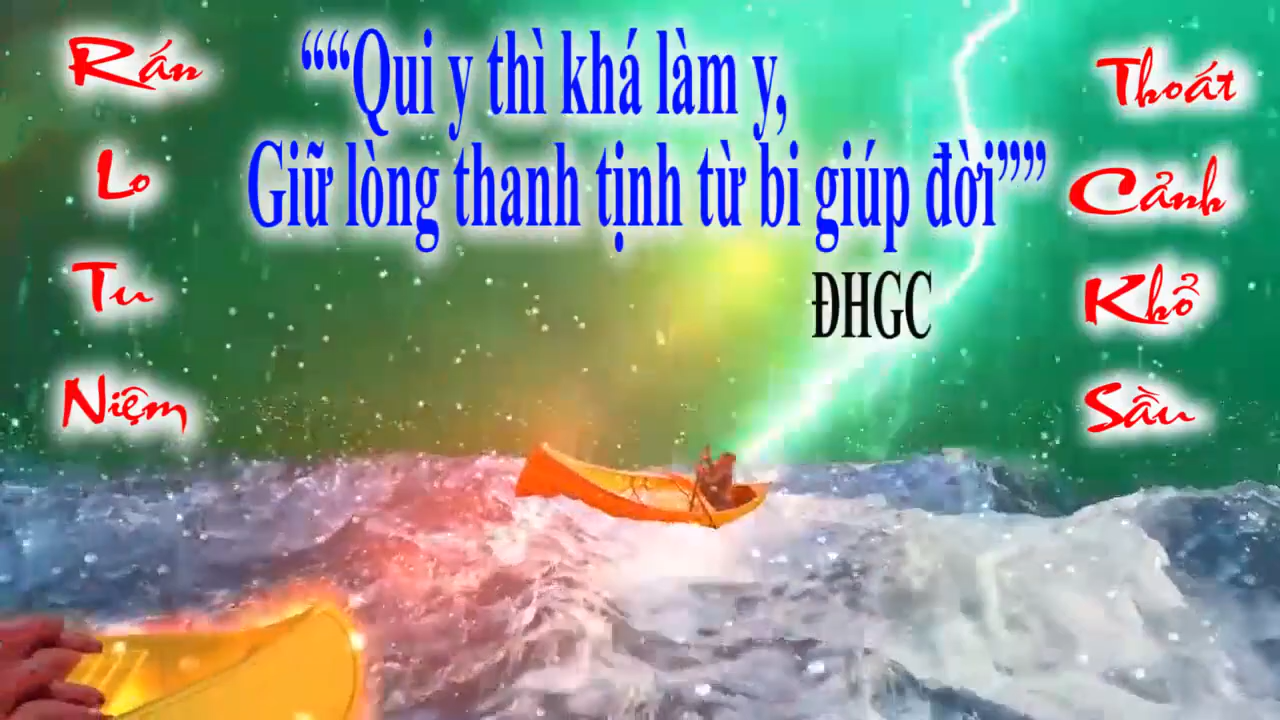 Rấn
Lo
Tu
Niệm
““Qui y thì khá làm y,
Giữ lòng thanh tịnh từ bi giúp đời””
ĐHGC
Thoát
Cảnh
Khổ
Sầu